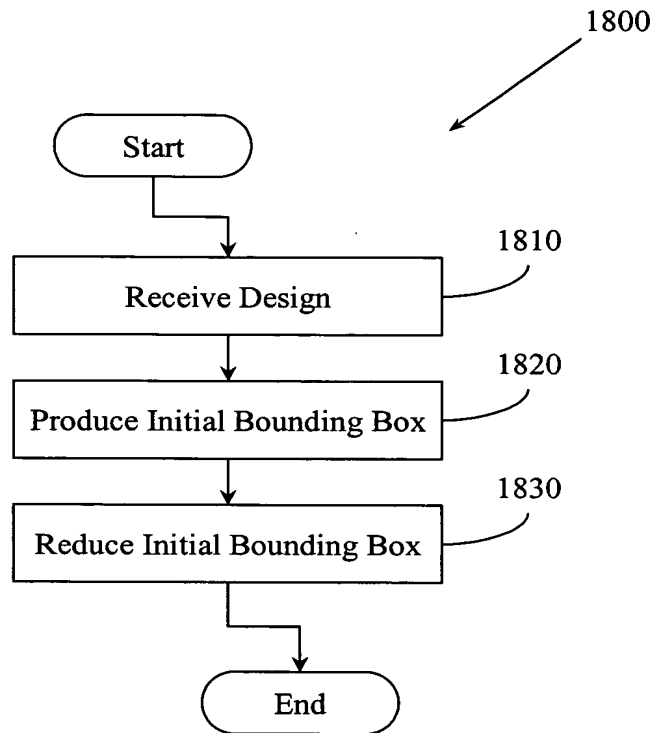 1800
Start
1810
Receive Design
1820
Produce Initial Bounding Box
1830
Reduce Initial Bounding Box
End